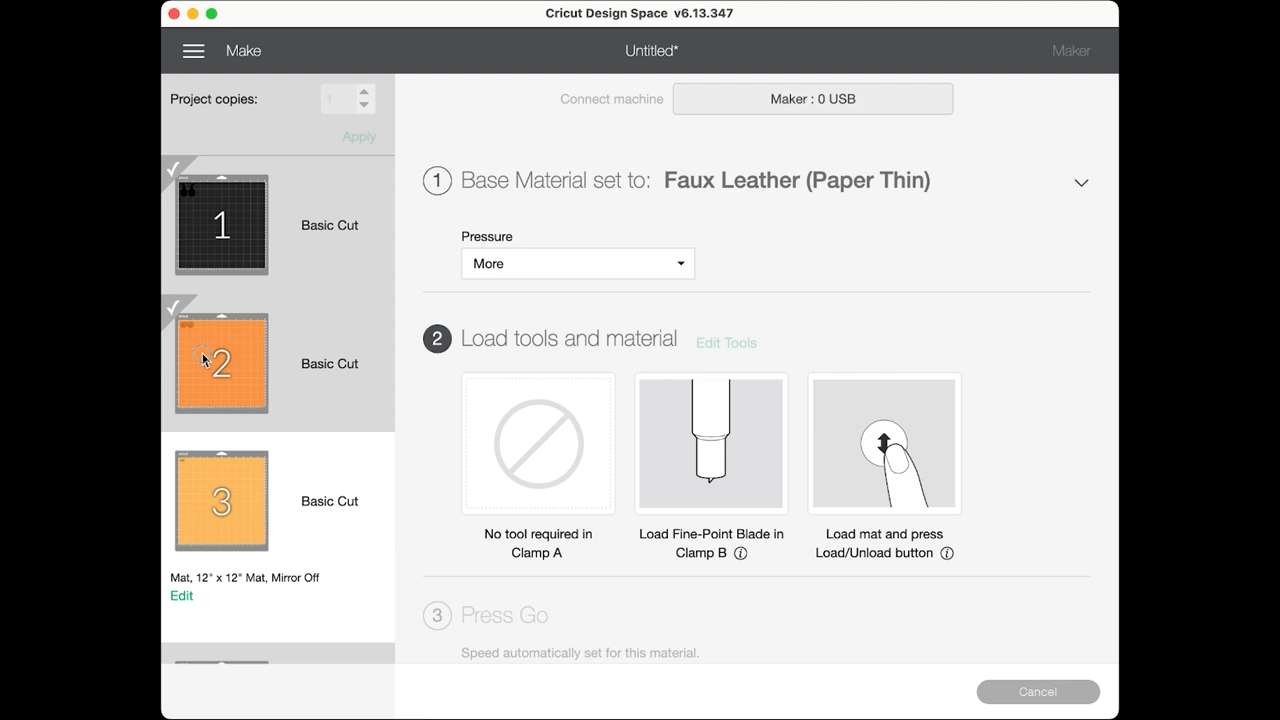 Cricut Design Space v6.13.347
Make
Untitled*
Maker
Project copies:
1
Apply
Connect machine
Maker : 0 USB
1
Basic Cut
2
Basic Cut
3
Basic Cut
Mat, 12" x 12" Mat, Mirror Off
Edit
1 Base Material set to: Faux Leather (Paper Thin)
Pressure
More
2 Load tools and material Edit Tools
No tool required in
Clamp A
Load Fine-Point Blade in
Clamp B
Load mat and press
Load/Unload button
3 Press Go
Speed automatically set for this material.
Cancel